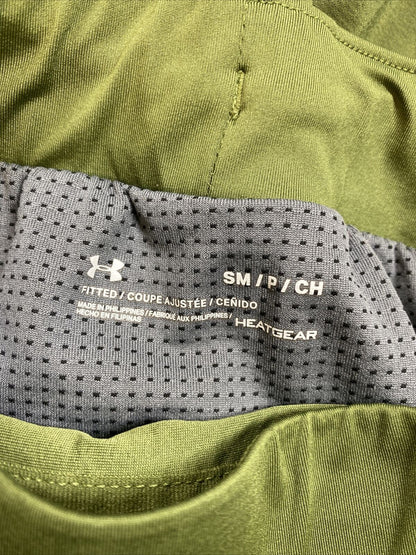 SM / P / CH
FITTED / COUPE AJUSTÉE / CEÑIDO
MADE IN PHILIPPINES / FABRIQUÉ AUX PHILIPPINES /
HECHO EN FILIPINAS
HEATGEAR